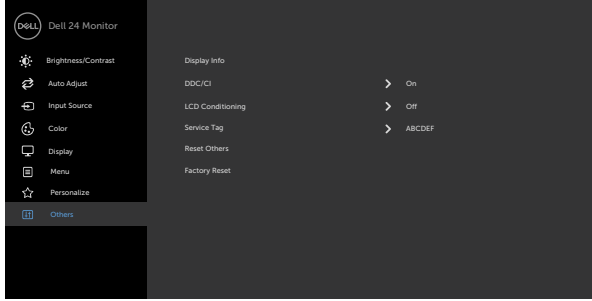 DELL Dell 24 Monitor
Brightness/Contrast
Auto Adjust
Input Source
Color
Display
Menu
Personalize
Others
Display Info
DDC/CI On
LCD Conditioning Off
Service Tag ABCDEF
Reset Others
Factory Reset